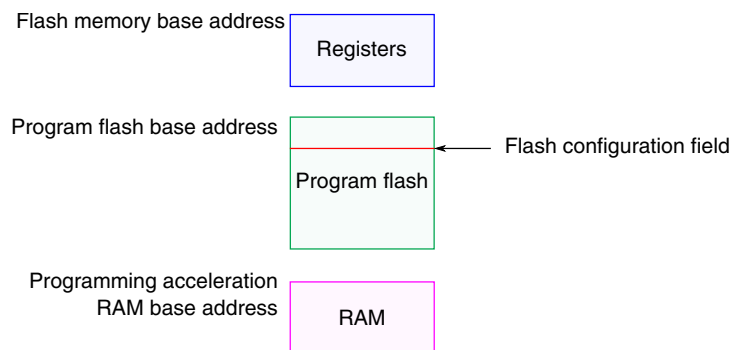 Flash memory base address
Registers
Program flash base address
Flash configuration field
Program flash
Programming acceleration
RAM base address
RAM